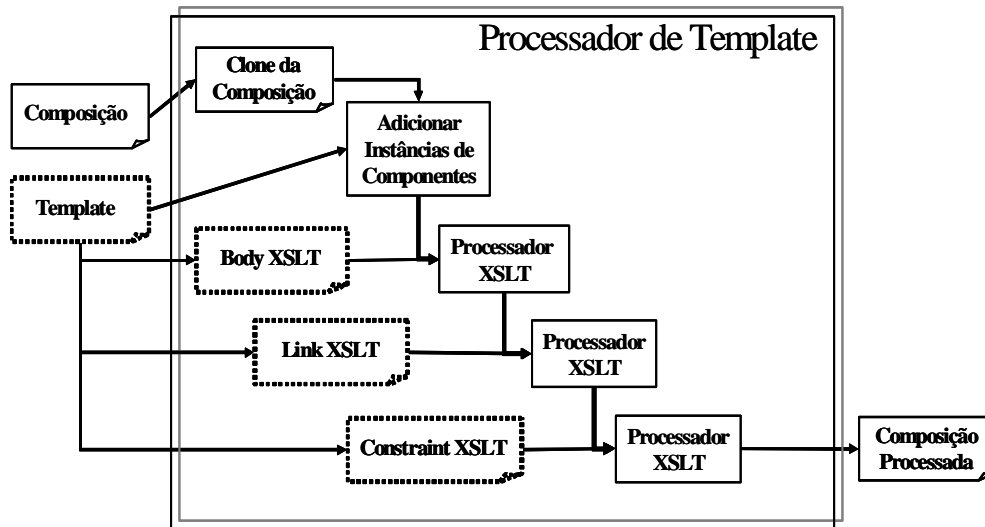 Processador de Template
Clone da
Composição
Composição
Adicionar
Instâncias de
Componentes
Template
Body XSLT
Processador
XSLT
Link XSLT
Processador
XSLT
Constraint XSLT
Processador
XSLT
Composição
Processada